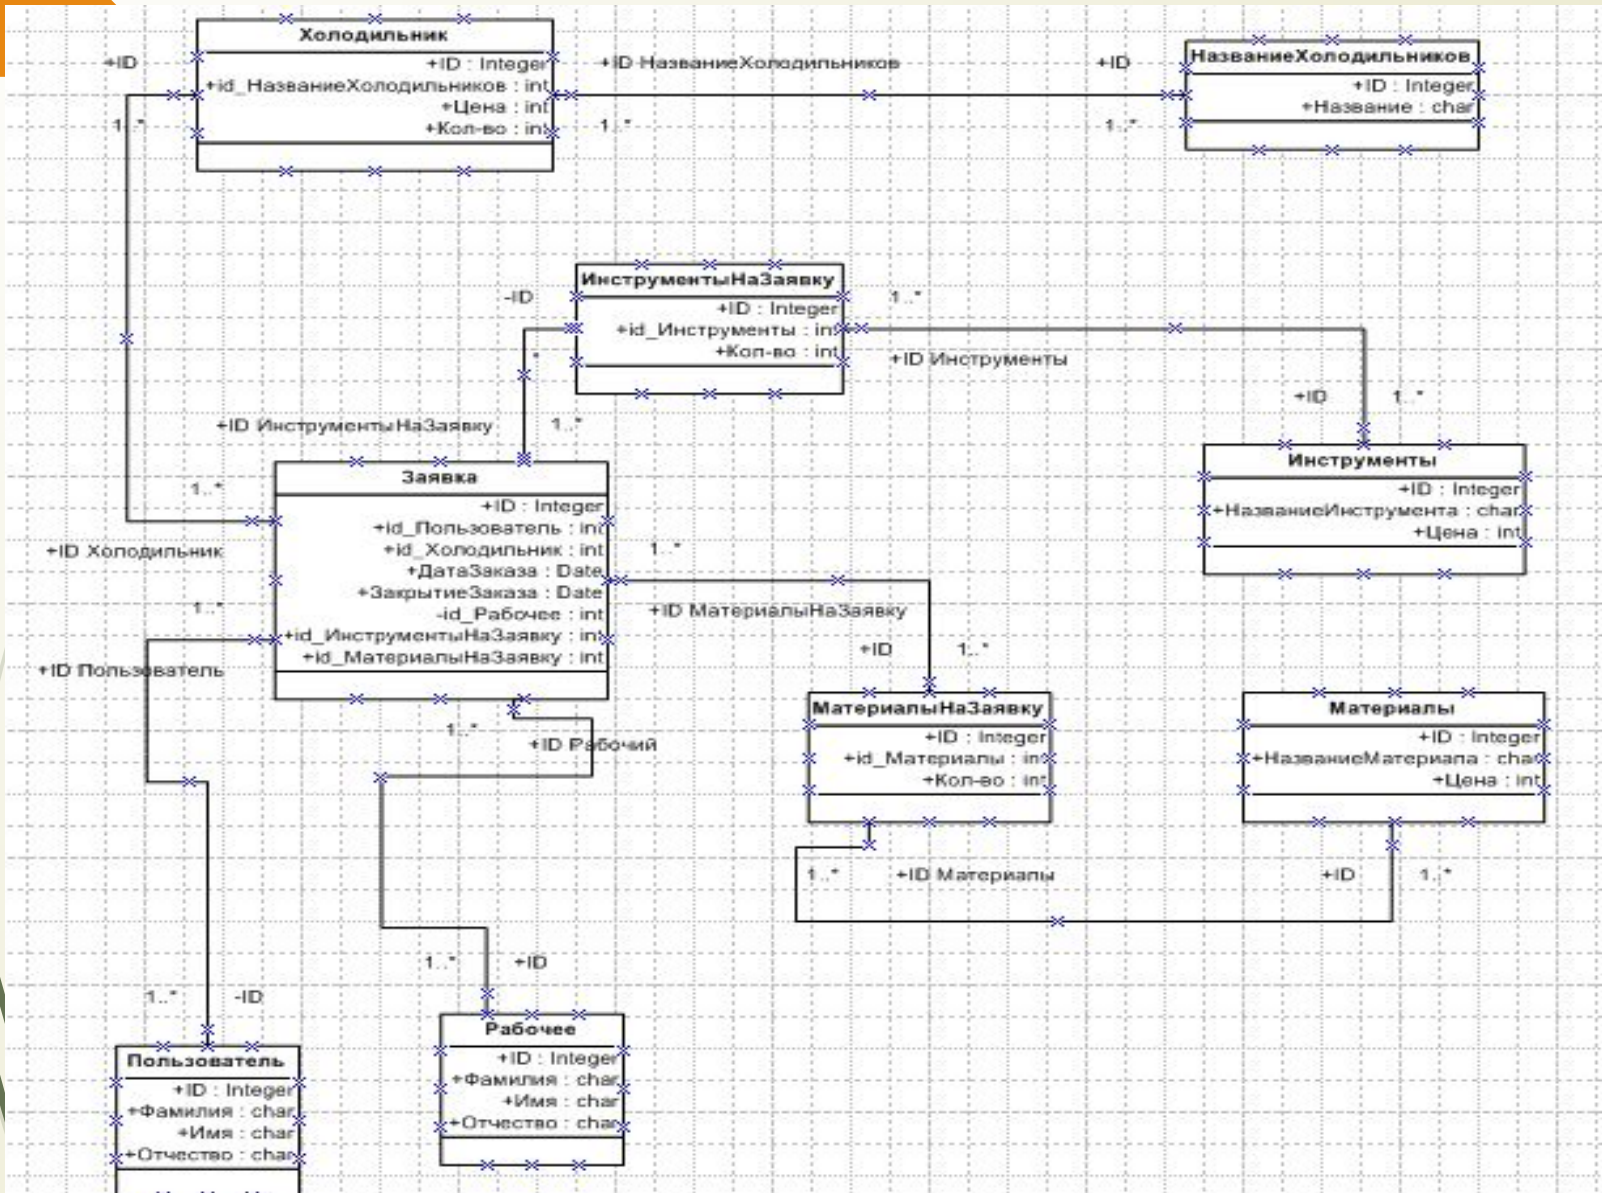 Холодильник
+ID : Integer
+id_НазваниеХолодильников : int
+Цена : int
+Кол-во : int
+ID
1..*
+ID НазваниеХолодильников
1..*
+ID
1..*
НазваниеХолодильников
+ID : Integer
+Название : char
ИнструментыНаЗаявку
+ID : Integer
+id_Инструменты : int
+Кол-во : int
-ID
*
1..*
+ID Инструменты
+ID ИнструментыНаЗаявку
1..*
+ID
1..*
Инструменты
+ID : Integer
+НазваниеИнструмента : char
+Цена : int
Заявка
+ID : Integer
+id_Пользователь : int
+id_Холодильник : int
+ДатаЗаказа : Date
+ЗакрытиеЗаказа : Date
-id_Рабочее : int
+id_ИнструментыНаЗаявку : int
+id_МатериалыНаЗаявку : int
1..*
+ID Холодильник
1..*
+ID Пользователь
1..*
+ID МатериалыНаЗаявку
+ID
1..*
1..*
+ID Рабочий
МатериалыНаЗаявку
+ID : Integer
+id_Материалы : int
+Кол-во : int
Материалы
+ID : Integer
+НазваниеМатериала : char
+Цена : int
1..*
+ID Материалы
+ID
1..*
1..*
+ID
1..*
-ID
Рабочее
+ID : Integer
+Фамилия : char
+Имя : char
+Отчество : char
Пользователь
+ID : Integer
+Фамилия : char
+Имя : char
+Отчество : char